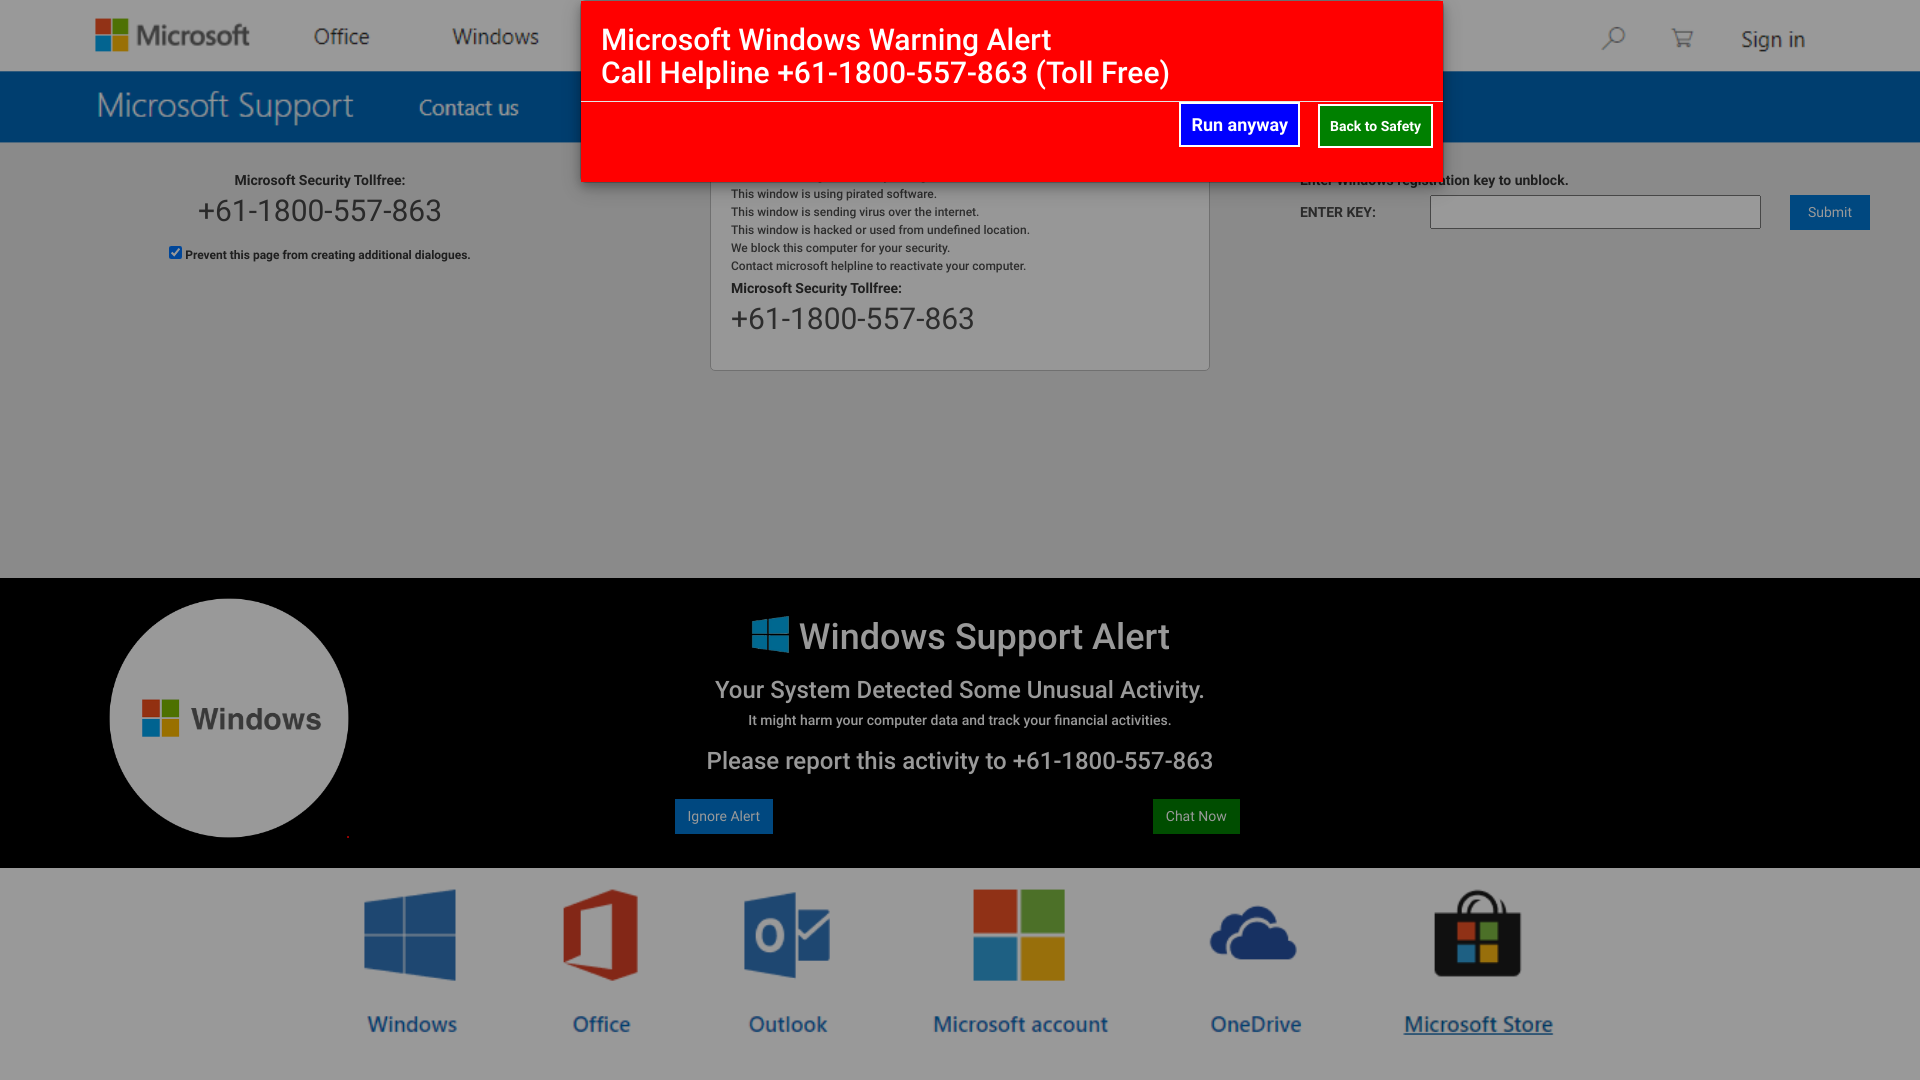 Microsoft
Office
Windows
Sign in
Microsoft Windows Warning Alert
Call Helpline +61-1800-557-863 (Toll Free)
Run anyway
Back to Safety
Microsoft Support
Contact us
Microsoft Security Tollfree:
+61-1800-557-863
Prevent this page from creating additional dialogues.
This window is using pirated software.
This window is sending virus over the internet.
This window is hacked or used from undefined location.
We block this computer for your security.
Contact microsoft helpline to reactivate your computer.
Microsoft Security Tollfree:
+61-1800-557-863
Enter Windows registration key to unblock.
ENTER KEY:
Submit
Windows
Windows Support Alert
Your System Detected Some Unusual Activity.
It might harm your computer data and track your financial activities.
Please report this activity to +61-1800-557-863
Ignore Alert
Chat Now
Windows
Office
Outlook
Microsoft account
OneDrive
Microsoft Store